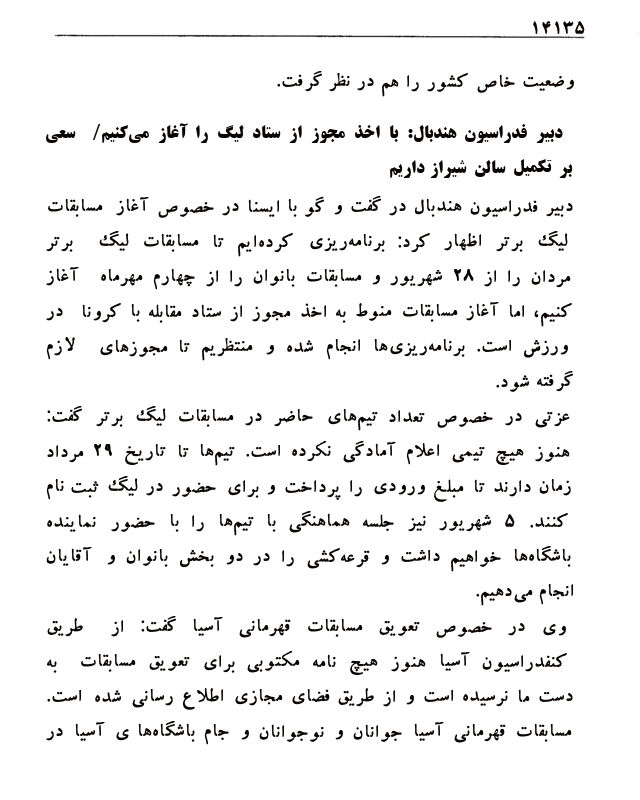 ۱۴۱۳۵
وضعیت خاص کشور را هم در نظر گرفت.
دبیر فدراسیون هندبال: با اخذ مجوز از ستاد لیگ را آغاز می‌کنیم/ سعی
بر تکمیل سالن شیراز داریم
دبیر فدراسیون هندبال در گفت و گو با ایسنا در خصوص آغاز مسابقات
لیگ برتر اظهار کرد: برنامه‌ریزی کرده‌ایم تا مسابقات لیگ برتر
مردان را از ۲۸ شهریور و مسابقات بانوان را از چهارم مهرماه آغاز
کنیم، اما آغاز مسابقات منوط به اخذ مجوز از ستاد مقابله با کرونا در
ورزش است. برنامه‌ریزی‌ها انجام شده و منتظریم تا مجوزهای لازم
گرفته شود.
عزتی در خصوص تعداد تیم‌های حاضر در مسابقات لیگ برتر گفت:
هنوز هیچ تیمی اعلام آمادگی نکرده است. تیم‌ها تا تاریخ ۲۹ مرداد
زمان دارند تا مبلغ ورودی را پرداخت و برای حضور در لیگ ثبت نام
کنند. ۵ شهریور نیز جلسه هماهنگی با تیم‌ها را با حضور نماینده
باشگاه‌ها خواهیم داشت و قرعه‌کشی را در دو بخش بانوان و آقایان
انجام می‌دهیم.
وی در خصوص تعویق مسابقات قهرمانی آسیا گفت: از طریق
کنفدراسیون آسیا هنوز هیچ نامه مکتوبی برای تعویق مسابقات به
دست ما نرسیده است و از طریق فضای مجازی اطلاع رسانی شده است.
مسابقات قهرمانی آسیا جوانان و نوجوانان و جام باشگاه‌ها ی آسیا در